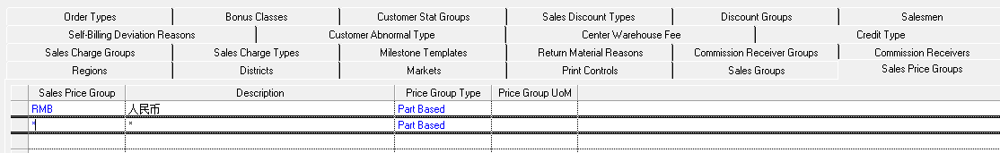 Order Types Bonus Classes Customer Stat Groups Sales Discount Types Discount Groups Salesmen
Self-Billing Deviation Reasons Customer Abnormal Type Center Warehouse Fee Credit Type
Sales Charge Groups Sales Charge Types Milestone Templates Return Material Reasons Commission Receiver Groups Commission Receivers
Regions Districts Markets Print Controls Sales Groups Sales Price Groups
Sales Price Group Description Price Group Type Price Group UoM
RMB 人民币 Part Based
* * Part Based